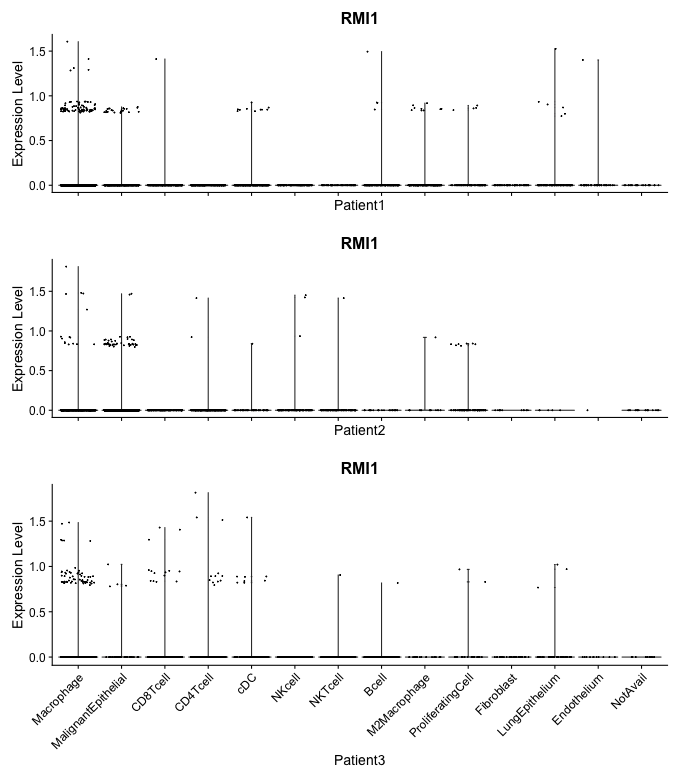 RMI1
Expression Level
1.5
1.0
0.5
0.0
Patient1
RMI1
Expression Level
1.5
1.0
0.5
0.0
Patient2
RMI1
Expression Level
1.5
1.0
0.5
0.0
Macrophage
MalignantEpithelial
CD8Tcell
CD4Tcell
cDC
NKcell
NKTcell
Bcell
M2Macrophage
ProliferatingCell
Fibroblast
LungEpithelium
Endothelium
NotAvail
Patient3